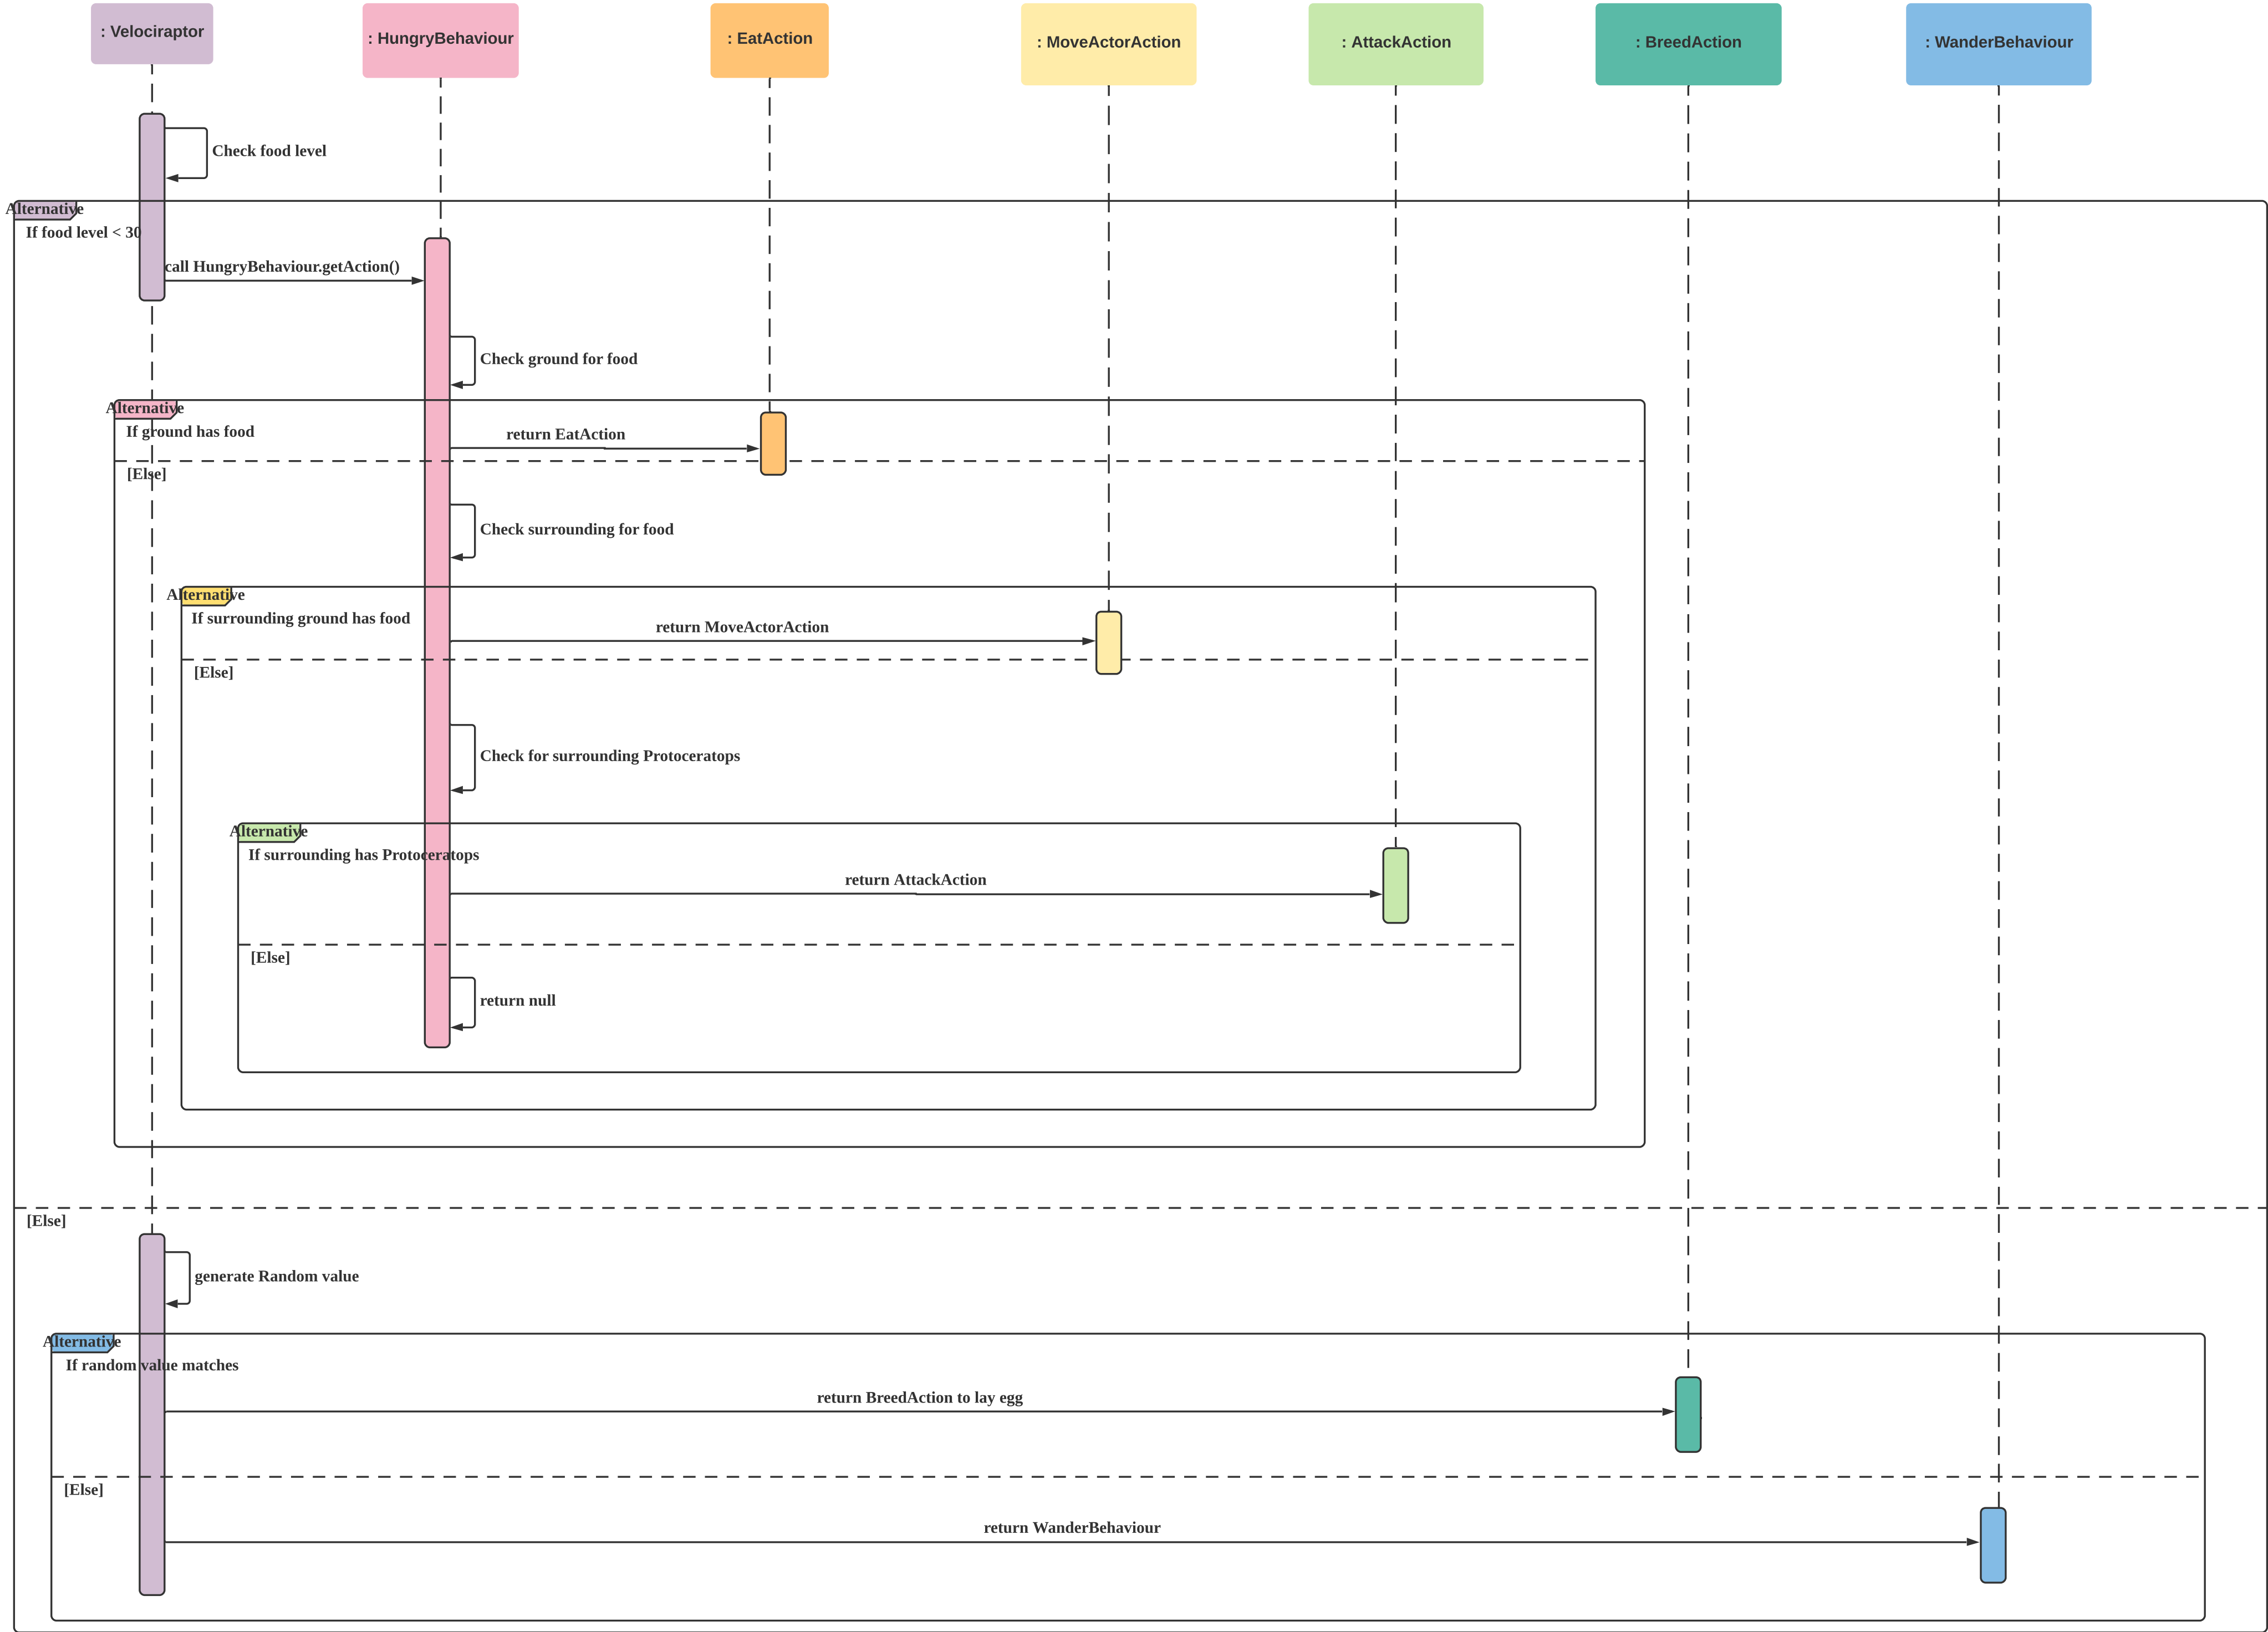 : Velociraptor
: HungryBehaviour
: EatAction
: MoveActorAction
: AttackAction
: BreedAction
: WanderBehaviour
Check food level
Alternative
If food level < 30
call HungryBehaviour.getAction()
Check ground for food
Alternative
If ground has food
return EatAction
[Else]
Check surrounding for food
Alternative
If surrounding ground has food
return MoveActorAction
[Else]
Check for surrounding Protoceratops
Alternative
If surrounding has Protoceratops
return AttackAction
[Else]
return null
[Else]
generate Random value
Alternative
If random value matches
return BreedAction to lay egg
[Else]
return WanderBehaviour